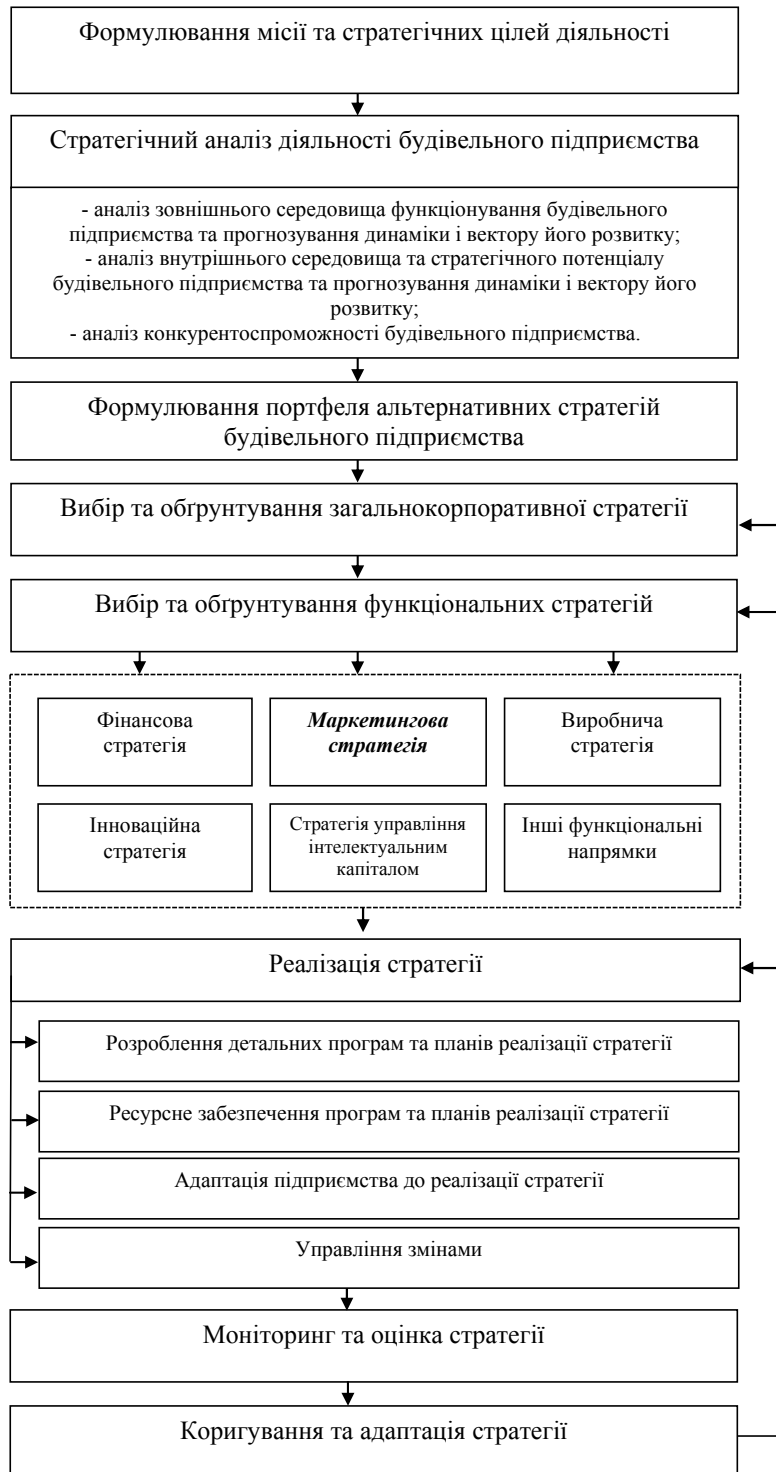 Формулювання місії та стратегічних цілей діяльності
Стратегічний аналіз діяльності будівельного підприємства
- аналіз зовнішнього середовища функціонування будівельного
підприємства та прогнозування динаміки і вектору його розвитку;
- аналіз внутрішнього середовища та стратегічного потенціалу
будівельного підприємства та прогнозування динаміки і вектору його
розвитку;
- аналіз конкурентоспроможності будівельного підприємства.
Формулювання портфеля альтернативних стратегій
будівельного підприємства
Вибір та обґрунтування загальнокорпоративної стратегії
Вибір та обґрунтування функціональних стратегій
Фінансова
стратегія
Маркетингова
стратегія
Виробнича
стратегія
Інноваційна
стратегія
Стратегія управління
інтелектуальним
капіталом
Інші функціональні
напрямки
Реалізація стратегії
Розроблення детальних програм та планів реалізації стратегії
Ресурсне забезпечення програм та планів реалізації стратегії
Адаптація підприємства до реалізації стратегії
Управління змінами
Моніторинг та оцінка стратегії
Коригування та адаптація стратегії